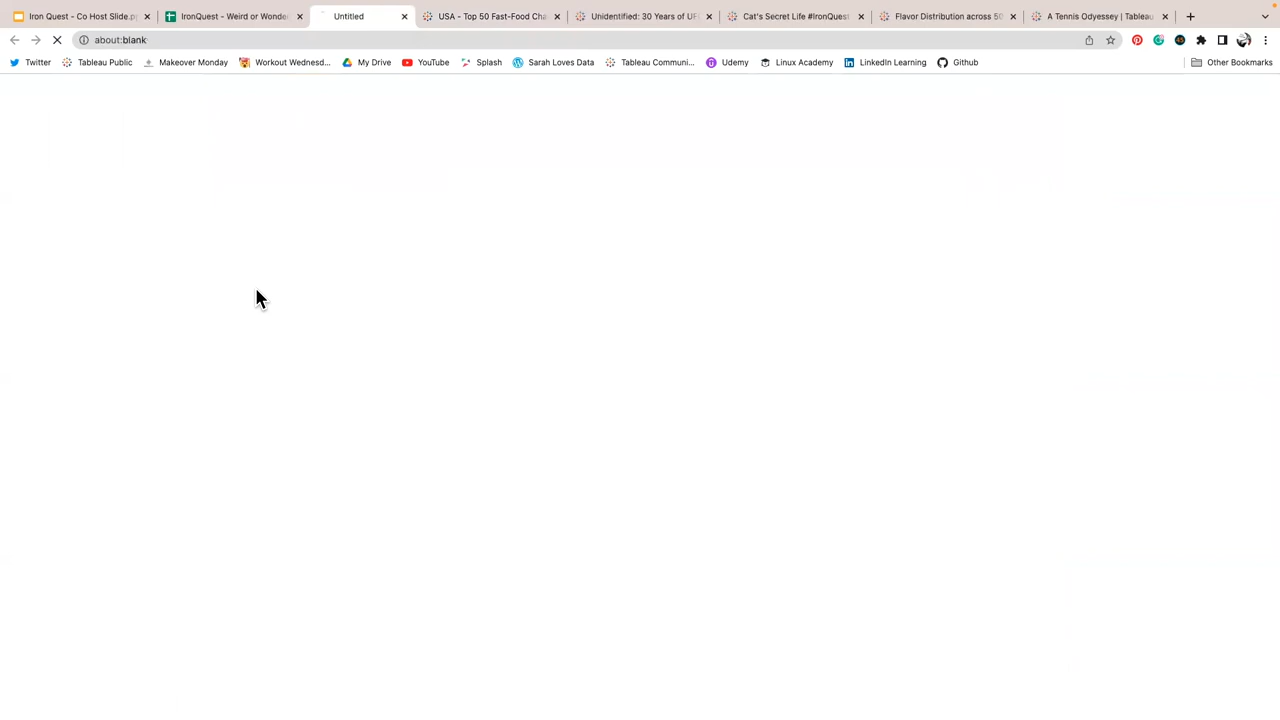 Iron Quest - Co Host Slide.pp
IronQuest - Weird or Wonde
Untitled
USA - Top 50 Fast-Food Cha
Unidentified: 30 Years of UF
Cat's Secret Life #IronQuest
Flavor Distribution across 50
A Tennis Odyssey | Tableau
about:blank
Twitter
Tableau Public
Makeover Monday
Workout Wednesd...
My Drive
YouTube
Splash
Sarah Loves Data
Tableau Communi...
Udemy
Linux Academy
LinkedIn Learning
Github
Other Bookmarks